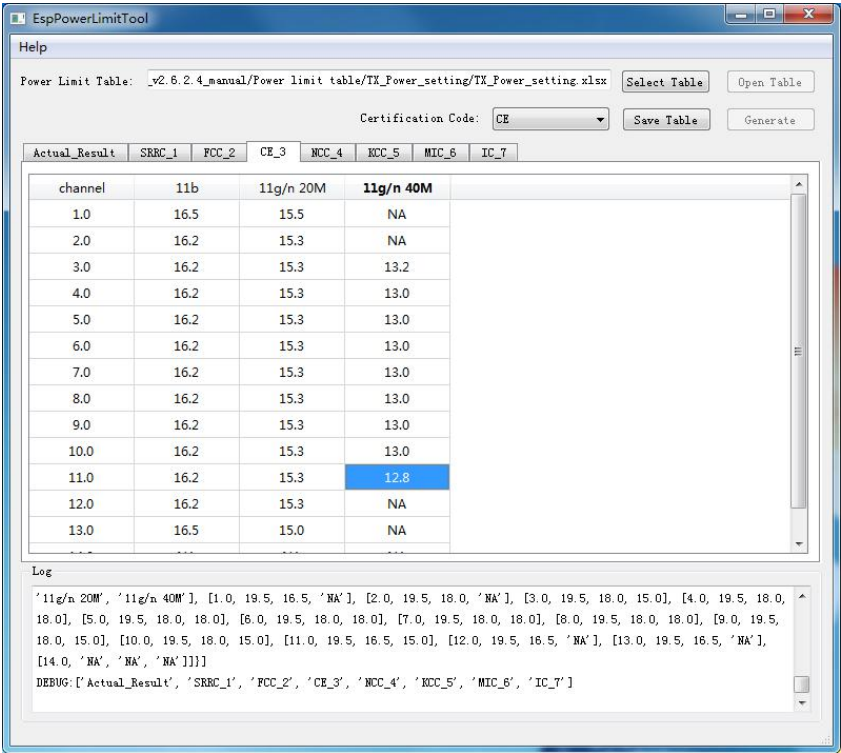 EspPowerLimitTool
Help
Power Limit Table: _v2.6.2.4_manual/Power limit table/TX_Power_setting/TX_Power_setting.xlsx Select Table Open Table
Certification Code: CE Save Table Generate
Actual_Result SRRC_1 FCC_2 CE_3 NCC_4 KCC_5 MIC_6 IC_7
channel 11b 11g/n 20M 11g/n 40M
1.0 16.5 15.5 NA
2.0 16.2 15.3 NA
3.0 16.2 15.3 13.2
4.0 16.2 15.3 13.0
5.0 16.2 15.3 13.0
6.0 16.2 15.3 13.0
7.0 16.2 15.3 13.0
8.0 16.2 15.3 13.0
9.0 16.2 15.3 13.0
10.0 16.2 15.3 13.0
11.0 16.2 15.3 12.8
12.0 16.2 15.3 NA
13.0 16.5 15.0 NA
Log
'11g/n 20M', '11g/n 40M'], [1.0, 19.5, 16.5, 'NA'], [2.0, 19.5, 18.0, 'NA'], [3.0, 19.5, 18.0, 15.0], [4.0, 19.5, 18.0,
18.0], [5.0, 19.5, 18.0, 18.0], [6.0, 19.5, 18.0, 18.0], [7.0, 19.5, 18.0, 18.0], [8.0, 19.5, 18.0, 18.0], [9.0, 19.5,
18.0, 15.0], [10.0, 19.5, 18.0, 15.0], [11.0, 19.5, 16.5, 15.0], [12.0, 19.5, 16.5, 'NA'], [13.0, 19.5, 16.5, 'NA'],
[14.0, 'NA', 'NA', 'NA']]}]
DEBUG:['Actual_Result', 'SRRC_1', 'FCC_2', 'CE_3', 'NCC_4', 'KCC_5', 'MIC_6', 'IC_7']